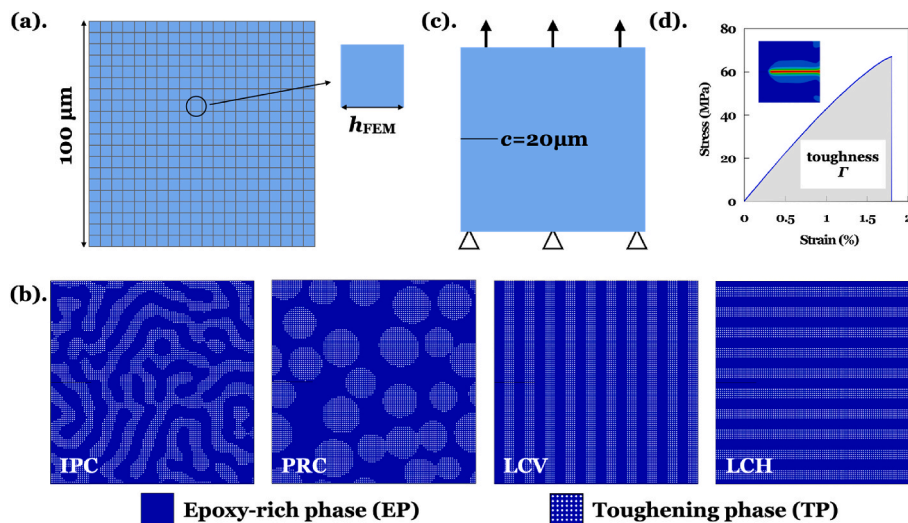 (a).
100 µm
hFEM
(c).
c=20µm
(d).
Stress (MPa)
80
60
40
20
0
toughness
Γ
0 0.5 1 1.5 2
Strain (%)
(b).
IPC
PRC
LCV
LCH
Epoxy-rich phase (EP)
Toughening phase (TP)